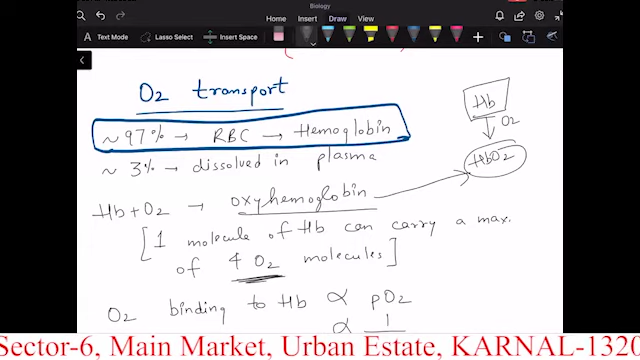 Biology
Home Insert Draw View
Text Mode Lasso Select Insert Space
O2 transport
~ 97% → RBC → Hemoglobin
~ 3% → dissolved in plasma
Hb + O2 → oxyhemoglobin
[1 molecule of Hb can carry a max.
of 4 O2 molecules]
O2 binding to Hb ∝ pO2
∝ 1
Hb
O2
HbO2
Sector-6, Main Market, Urban Estate, KARNAL-1320